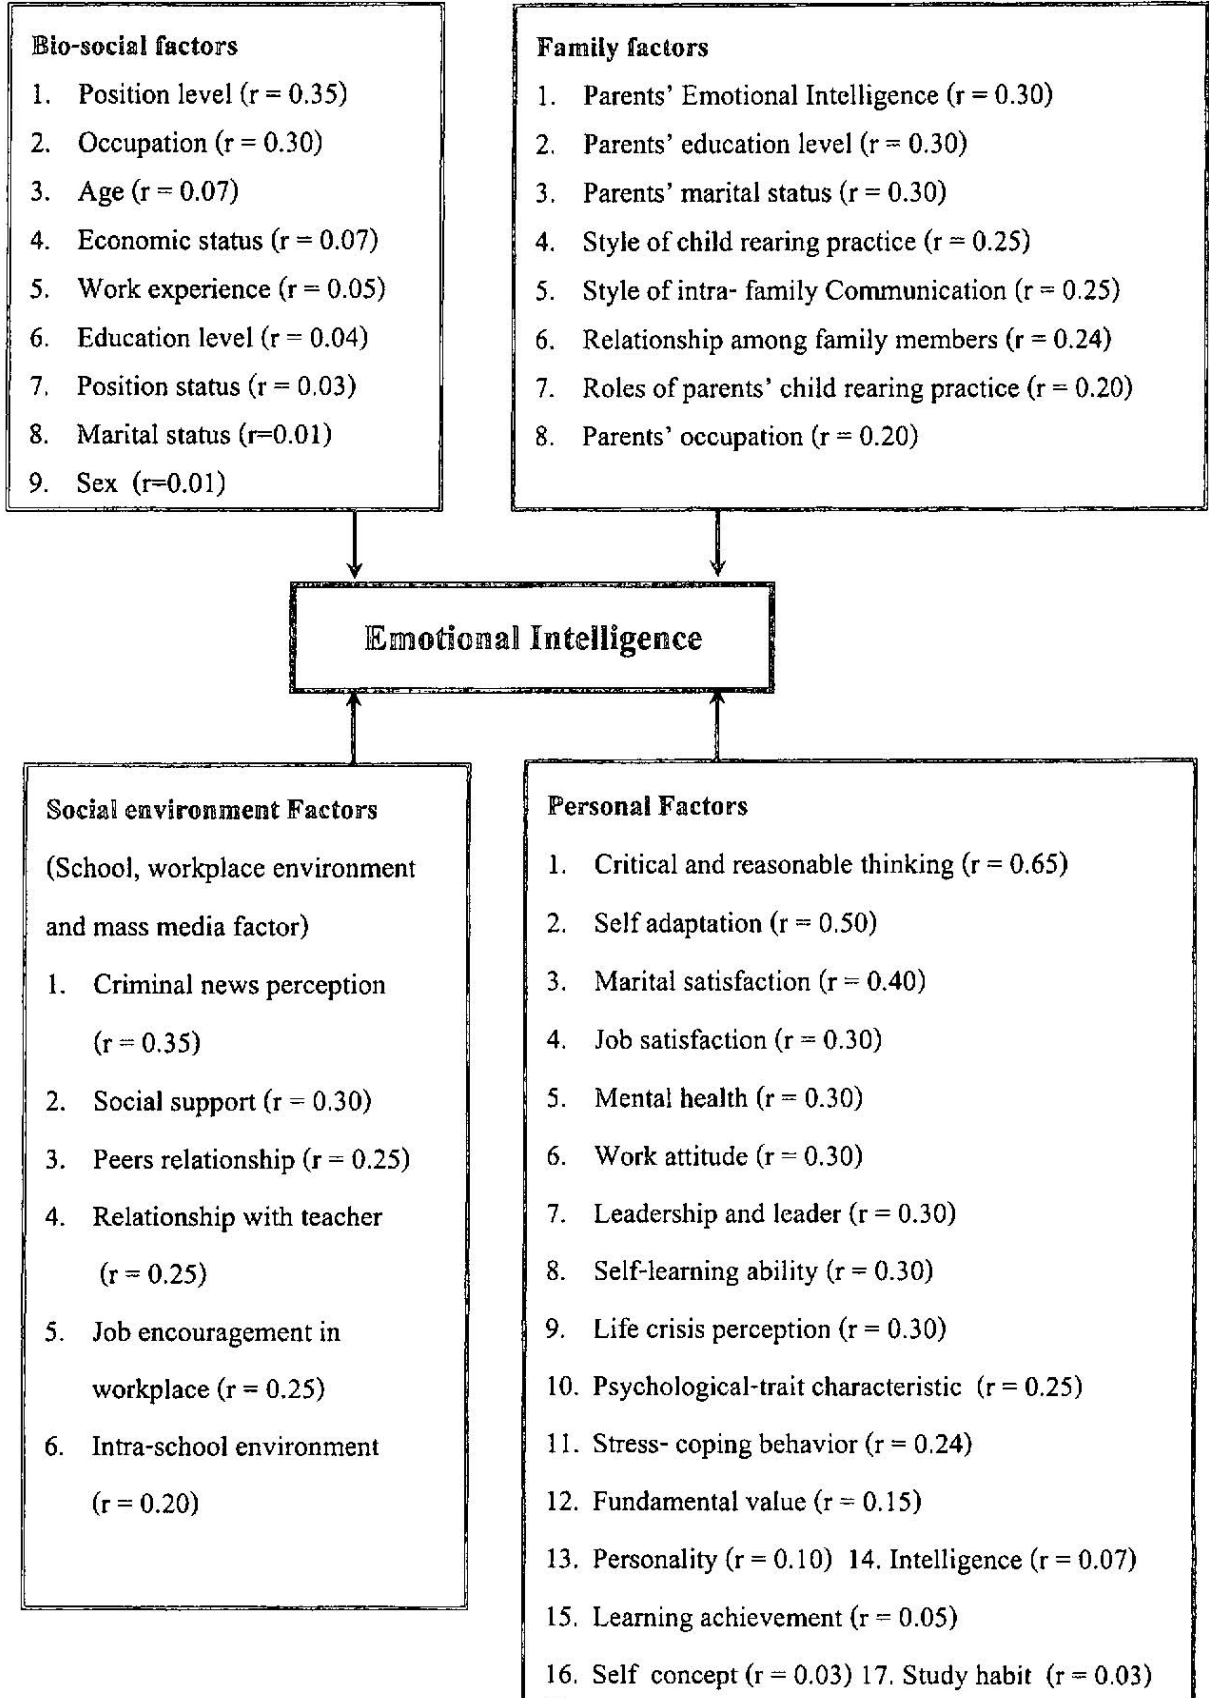 Bio-social factors
1. Position level (r = 0.35)
2. Occupation (r = 0.30)
3. Age (r = 0.07)
4. Economic status (r = 0.07)
5. Work experience (r = 0.05)
6. Education level (r = 0.04)
7. Position status (r = 0.03)
8. Marital status (r=0.01)
9. Sex (r=0.01)
Family factors
1. Parents' Emotional Intelligence (r = 0.30)
2. Parents' education level (r = 0.30)
3. Parents' marital status (r = 0.30)
4. Style of child rearing practice (r = 0.25)
5. Style of intra- family Communication (r = 0.25)
6. Relationship among family members (r = 0.24)
7. Roles of parents' child rearing practice (r = 0.20)
8. Parents' occupation (r = 0.20)
Emotional Intelligence
Social environment Factors
(School, workplace environment
and mass media factor)
1. Criminal news perception
(r = 0.35)
2. Social support (r = 0.30)
3. Peers relationship (r = 0.25)
4. Relationship with teacher
(r = 0.25)
5. Job encouragement in
workplace (r = 0.25)
6. Intra-school environment
(r = 0.20)
Personal Factors
1. Critical and reasonable thinking (r = 0.65)
2. Self adaptation (r = 0.50)
3. Marital satisfaction (r = 0.40)
4. Job satisfaction (r = 0.30)
5. Mental health (r = 0.30)
6. Work attitude (r = 0.30)
7. Leadership and leader (r = 0.30)
8. Self-learning ability (r = 0.30)
9. Life crisis perception (r = 0.30)
10. Psychological-trait characteristic (r = 0.25)
11. Stress- coping behavior (r = 0.24)
12. Fundamental value (r = 0.15)
13. Personality (r = 0.10) 14. Intelligence (r = 0.07)
15. Learning achievement (r = 0.05)
16. Self concept (r = 0.03) 17. Study habit (r = 0.03)